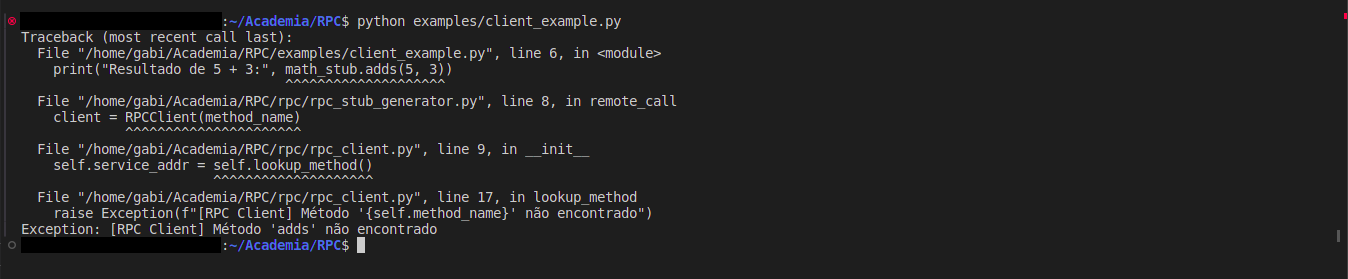 :~/Academia/RPC$ python examples/client_example.py
Traceback (most recent call last):
  File "/home/gabi/Academia/RPC/examples/client_example.py", line 6, in <module>
    print("Resultado de 5 + 3:", math_stub.adds(5, 3))
                                 ^^^^^^^^^^^^^^^^^^^^
  File "/home/gabi/Academia/RPC/rpc/rpc_stub_generator.py", line 8, in remote_call
    client = RPCClient(method_name)
             ^^^^^^^^^^^^^^^^^^^^^^
  File "/home/gabi/Academia/RPC/rpc/rpc_client.py", line 9, in __init__
    self.service_addr = self.lookup_method()
                        ^^^^^^^^^^^^^^^^^^^^
  File "/home/gabi/Academia/RPC/rpc/rpc_client.py", line 17, in lookup_method
    raise Exception(f"[RPC Client] Método '{self.method_name}' não encontrado")
Exception: [RPC Client] Método 'adds' não encontrado
:~/Academia/RPC$